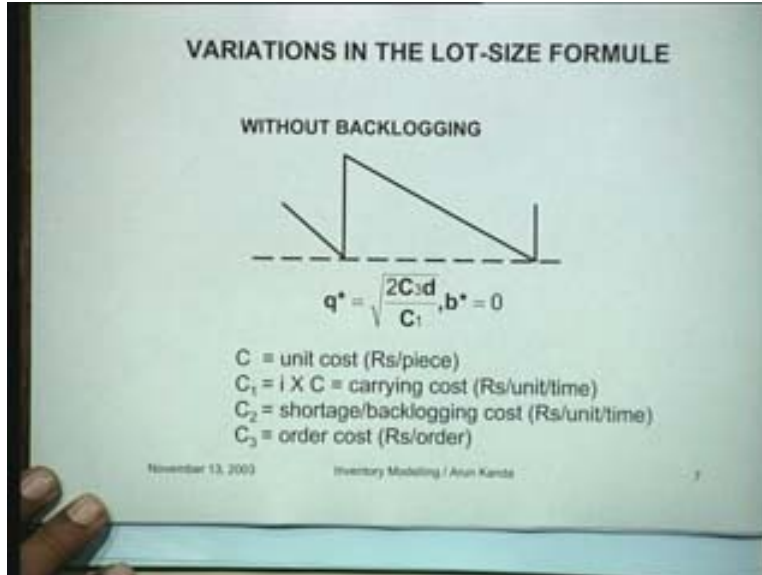 VARIATIONS IN THE LOT-SIZE FORMULE
WITHOUT BACKLOGGING
q* = √(2C₃d / C₁), b* = 0
C = unit cost (Rs/piece)
C₁ = i X C = carrying cost (Rs/unit/time)
C₂ = shortage/backlogging cost (Rs/unit/time)
C₃ = order cost (Rs/order)
November 13, 2003 Inventory Modelling / Arun Kanda 7